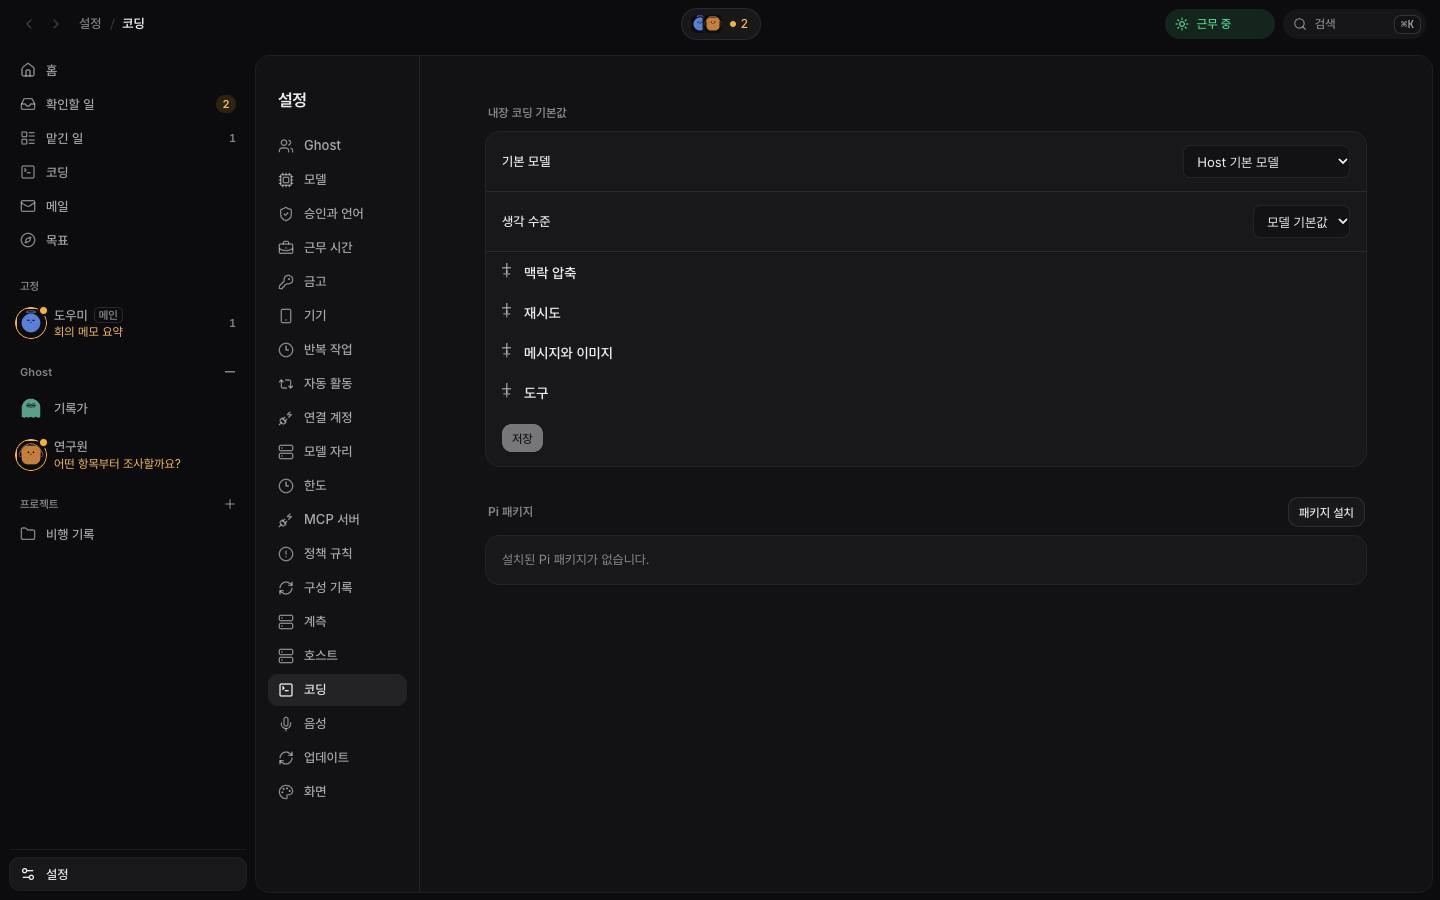 설정 / 코딩
2
근무 중
검색
⌘K
홈
확인할 일
2
맡긴 일
1
코딩
메일
목표
고정
도우미 메인
회의 메모 요약
1
Ghost
기록가
연구원
어떤 항목부터 조사할까요?
프로젝트
비행 기록
설정
설정
Ghost
모델
승인과 언어
근무 시간
금고
기기
반복 작업
자동 활동
연결 계정
모델 자리
한도
MCP 서버
정책 규칙
구성 기록
계측
호스트
코딩
음성
업데이트
화면
내장 코딩 기본값
기본 모델
Host 기본 모델
생각 수준
모델 기본값
맥락 압축
재시도
메시지와 이미지
도구
저장
Pi 패키지
패키지 설치
설치된 Pi 패키지가 없습니다.